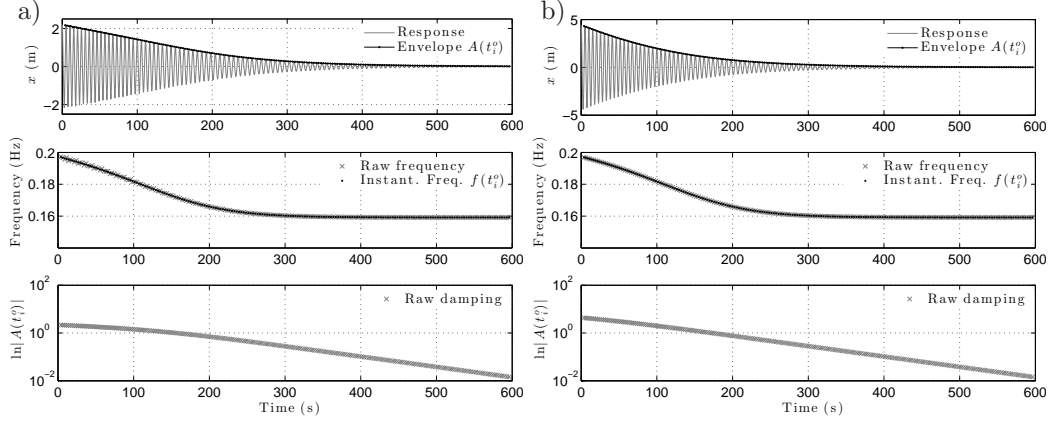 a)
2
0
−2
x (m)
Response
Envelope A(t_i^o)
0 100 200 300 400 500 600
0.2
0.18
0.16
Frequency (Hz)
Raw frequency
Instant. Freq. f(t_i^o)
0 100 200 300 400 500 600
10^2
10^0
10^−2
ln|A(t_i^o)|
Raw damping
0 100 200 300 400 500 600
Time (s)
b)
5
0
−5
x (m)
Response
Envelope A(t_i^o)
0 100 200 300 400 500 600
0.2
0.18
0.16
Frequency (Hz)
Raw frequency
Instant. Freq. f(t_i^o)
0 100 200 300 400 500 600
10^2
10^0
10^−2
ln|A(t_i^o)|
Raw damping
0 100 200 300 400 500 600
Time (s)